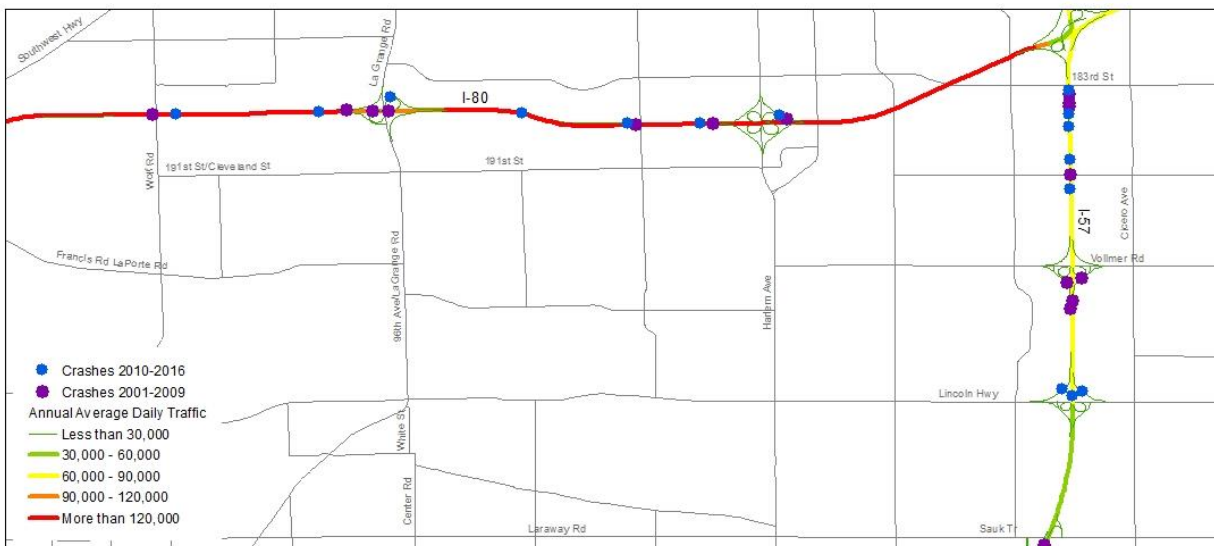 Southwest Hwy
La Grange Rd
I-80
183rd St
Wolf Rd
191st St/Cleveland St
191st St
I-57
Cicero Ave
Francis Rd LaPorte Rd
96th Ave/LaGrange Rd
Harlem Ave
Vollmer Rd
Crashes 2010-2016
Crashes 2001-2009
Annual Average Daily Traffic
Less than 30,000
30,000 - 60,000
60,000 - 90,000
90,000 - 120,000
More than 120,000
Lincoln Hwy
White St
Center Rd
Laraway Rd
Sauk Tr